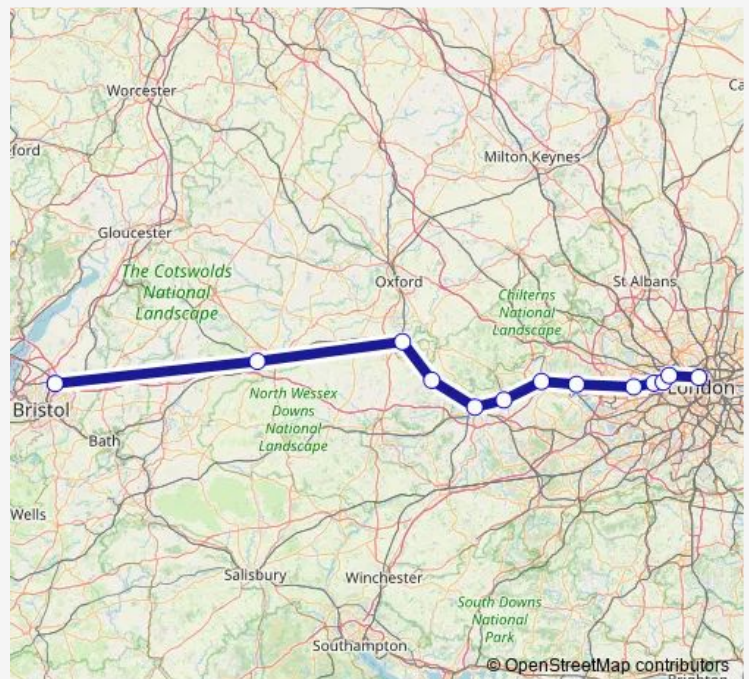 Worcester
Ca
ford
Milton Keynes
Gloucester
The Cotswolds
National
Landscape
Oxford
Chilterns
National
Landscape
St Albans
London
North Wessex
Downs
National
Landscape
Bristol
Bath
Wells
Salisbury
Winchester
South Downs
National
Park
Southampton
© OpenStreetMap contributors
Brighton